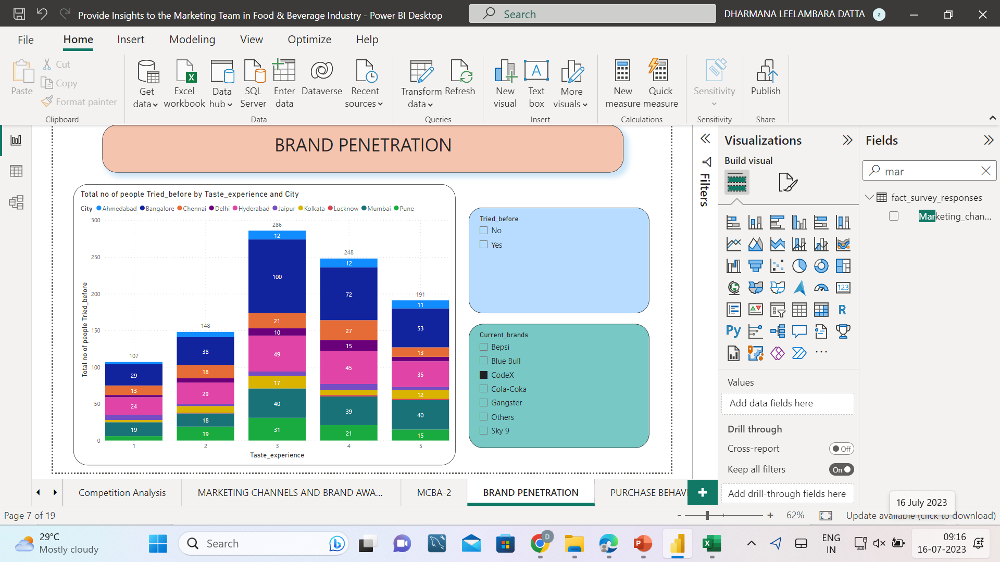 Provide Insights to the Marketing Team in Food & Beverage Industry - Power BI Desktop
Search
DHARMANA LEELAMBARA DATTA
2
File
Home
Insert
Modeling
View
Optimize
Help
Paste
Cut
Copy
Format painter
Clipboard
Get data
Excel workbook
Data hub
SQL Server
Enter data
Dataverse
Recent sources
Data
Transform data
Refresh
Queries
New visual
Text box
More visuals
Insert
New measure
Quick measure
Calculations
Sensitivity
Sensitivity
Publish
Share
BRAND PENETRATION
Total no of people Tried_before by Taste_experience and City
City Ahmedabad Bangalore Chennai Delhi Hyderabad Jaipur Kolkata Lucknow Mumbai Pune
Total no of people Tried_before
300
250
200
150
100
50
0
107
29
13
24
19
148
38
18
29
18
19
286
12
100
21
10
49
17
40
31
248
12
72
27
15
45
39
21
191
11
53
13
35
12
40
15
1
2
3
4
5
Taste_experience
Tried_before
No
Yes
Current_brands
Bepsi
Blue Bull
CodeX
Cola-Coka
Gangster
Others
Sky 9
Filters
Visualizations
Build visual
123
R
Py
Values
Add data fields here
Drill through
Cross-report
Off
Keep all filters
On
Add drill-through fields here
Fields
mar
fact_survey_responses
Marketing_chan...
Competition Analysis
MARKETING CHANNELS AND BRAND AWA...
MCBA-2
BRAND PENETRATION
PURCHASE BEHAV
16 July 2023
Page 7 of 19
- + 62%
Update available (click to download)
29°C
Mostly cloudy
Search
D
ENG
IN
09:16
16-07-2023